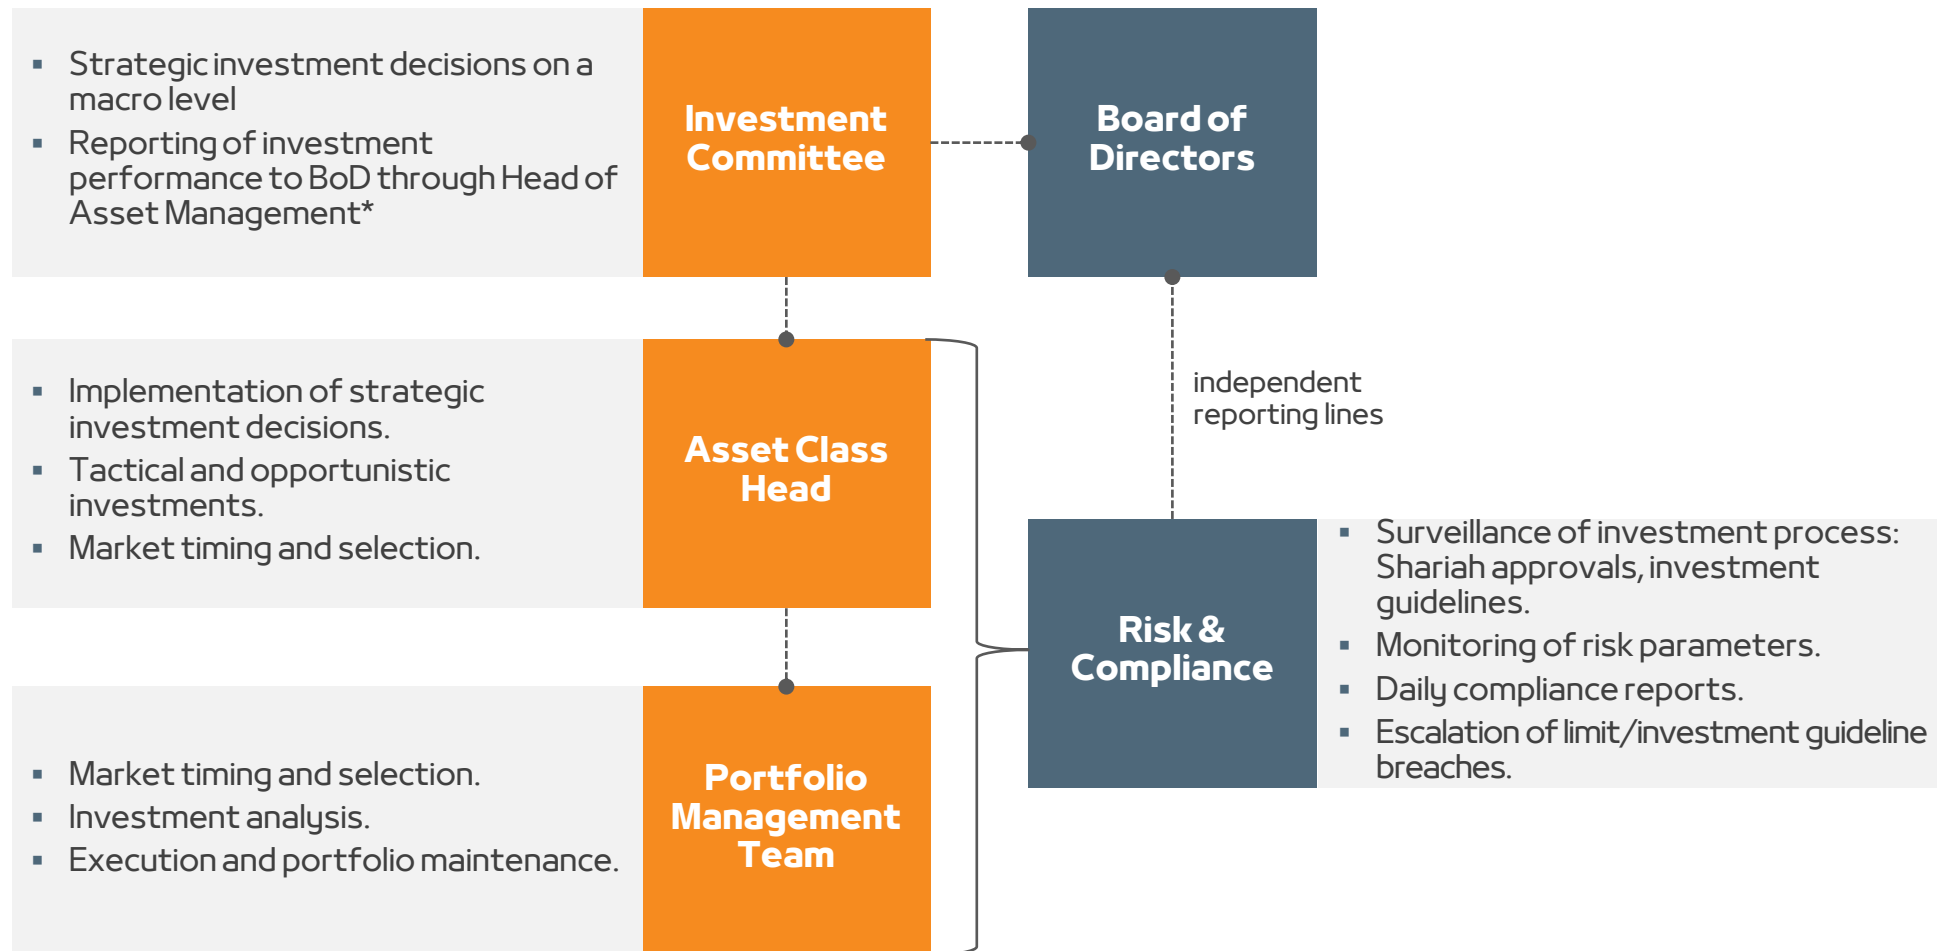 Strategic investment decisions on a
macro level
Reporting of investment
performance to BoD through Head of
Asset Management*
Investment
Committee
Board of
Directors
Implementation of strategic
investment decisions.
Tactical and opportunistic
investments.
Market timing and selection.
Asset Class
Head
independent
reporting lines
Risk &
Compliance
Surveillance of investment process:
Shariah approvals, investment
guidelines.
Monitoring of risk parameters.
Daily compliance reports.
Escalation of limit/investment guideline
breaches.
Market timing and selection.
Investment analysis.
Execution and portfolio maintenance.
Portfolio
Management
Team